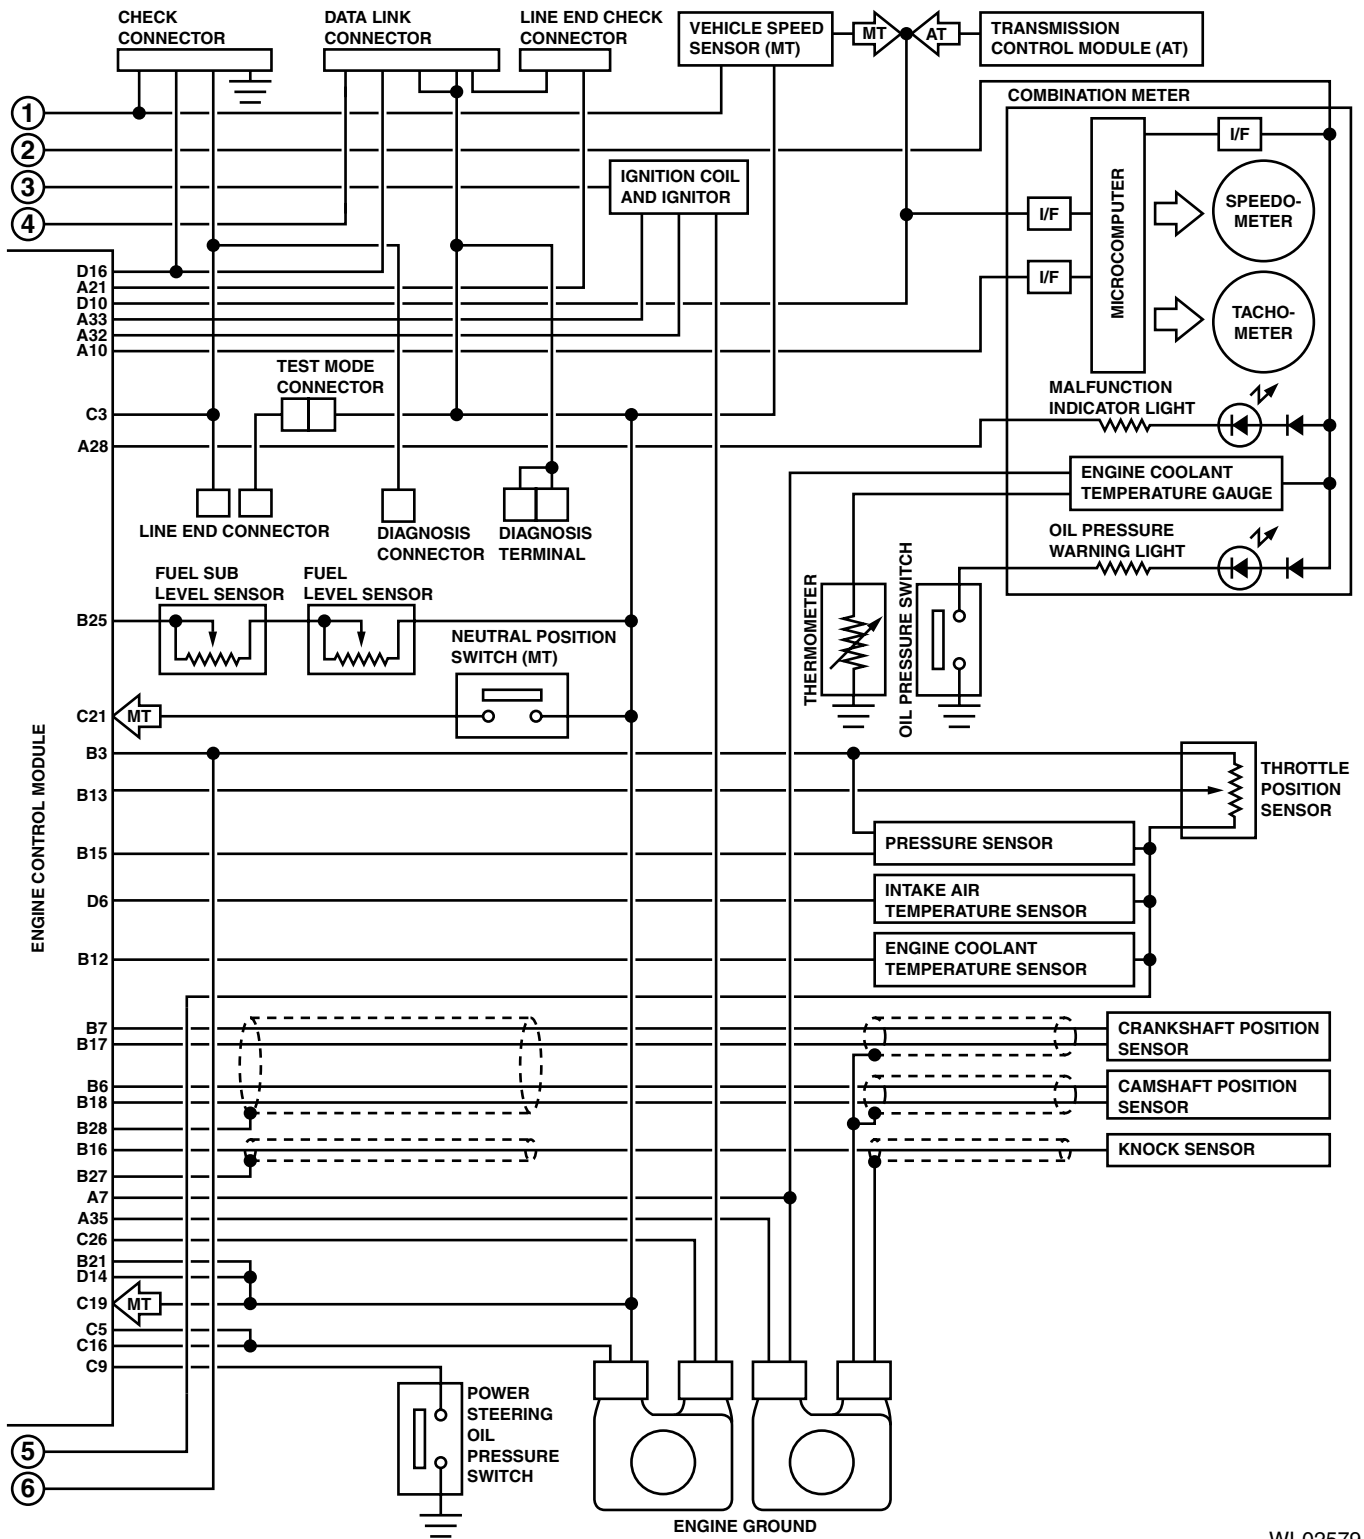 CHECK
CONNECTOR
DATA LINK
CONNECTOR
LINE END CHECK
CONNECTOR
VEHICLE SPEED
SENSOR (MT)
MT
AT
TRANSMISSION
CONTROL MODULE (AT)
COMBINATION METER
1
2
3
4
IGNITION COIL
AND IGNITOR
I/F
I/F
I/F
MICROCOMPUTER
SPEEDO-
METER
TACHO-
METER
D16
A21
D10
A33
A32
A10
TEST MODE
CONNECTOR
C3
A28
MALFUNCTION
INDICATOR LIGHT
ENGINE COOLANT
TEMPERATURE GAUGE
OIL PRESSURE
WARNING LIGHT
LINE END CONNECTOR
DIAGNOSIS
CONNECTOR
DIAGNOSIS
TERMINAL
FUEL SUB
LEVEL SENSOR
FUEL
LEVEL SENSOR
B25
NEUTRAL POSITION
SWITCH (MT)
THERMOMETER
OIL PRESSURE SWITCH
C21
MT
ENGINE CONTROL MODULE
B3
B13
THROTTLE
POSITION
SENSOR
B15
PRESSURE SENSOR
D6
INTAKE AIR
TEMPERATURE SENSOR
B12
ENGINE COOLANT
TEMPERATURE SENSOR
B7
B17
CRANKSHAFT POSITION
SENSOR
B6
B18
CAMSHAFT POSITION
SENSOR
B28
B16
KNOCK SENSOR
B27
A7
A35
C26
B21
D14
C19
MT
C5
C16
C9
POWER
STEERING
OIL
PRESSURE
SWITCH
5
6
ENGINE GROUND
WI-02579